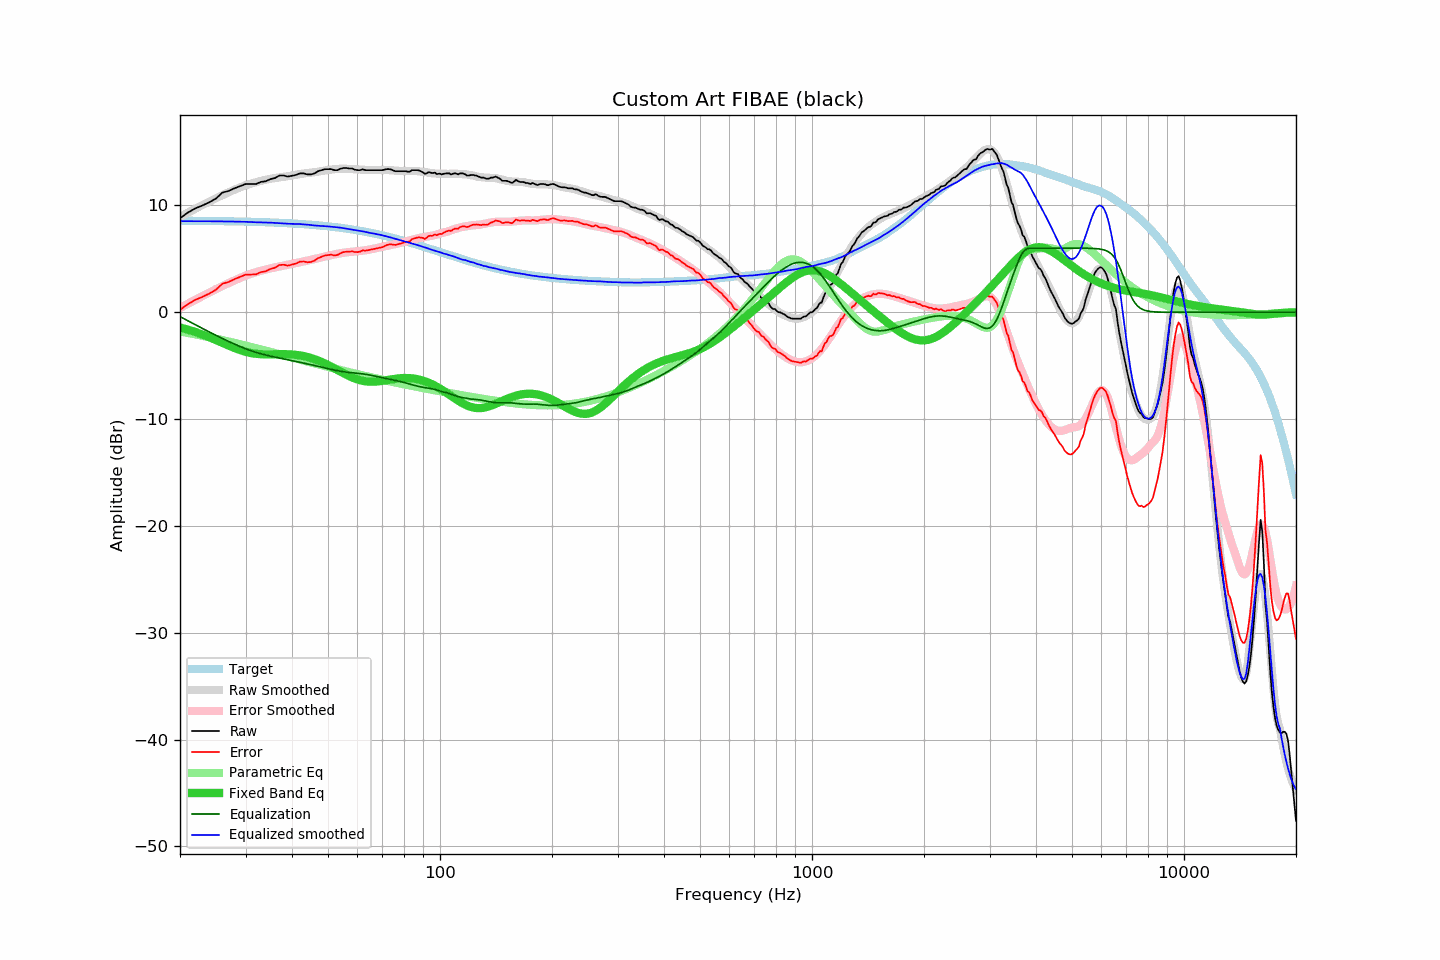 Custom Art FIBAE (black)
Amplitude (dBr)
10
0
−10
−20
−30
−40
−50
Target
Raw Smoothed
Error Smoothed
Raw
Error
Parametric Eq
Fixed Band Eq
Equalization
Equalized smoothed
100
1000
10000
Frequency (Hz)